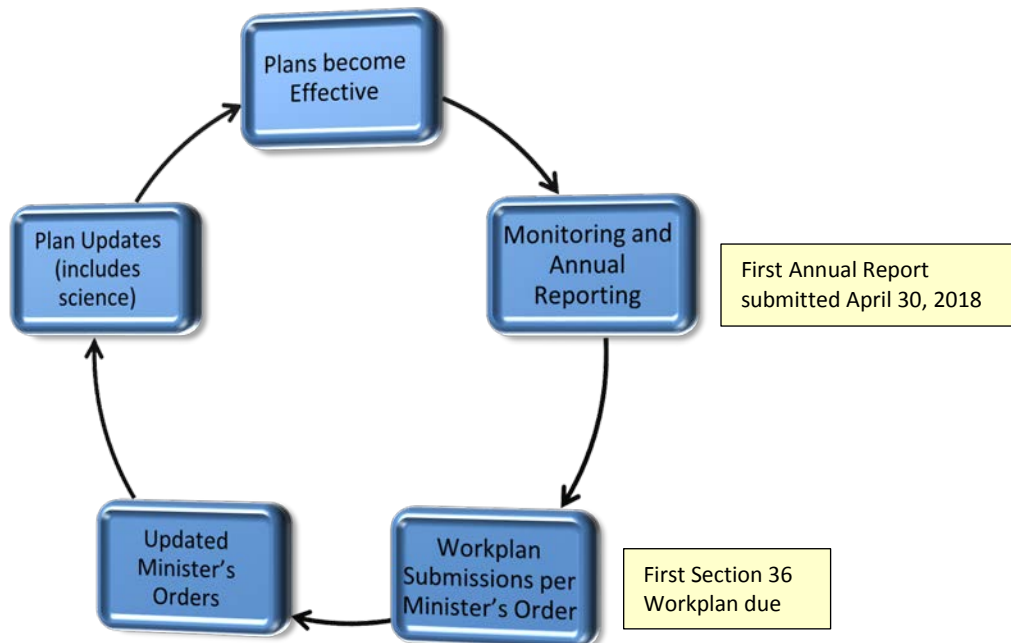 Plans become
Effective
Monitoring and
Annual
Reporting
First Annual Report
submitted April 30, 2018
Workplan
Submissions per
Minister’s Order
First Section 36
Workplan due
Updated
Minister’s
Orders
Plan Updates
(includes
science)